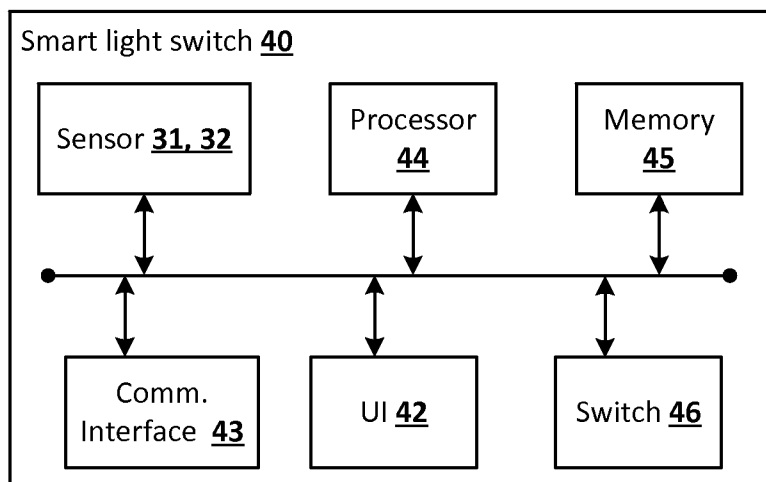 Smart light switch 40
Sensor 31, 32
Processor
44
Memory
45
Comm.
Interface 43
UI 42
Switch 46